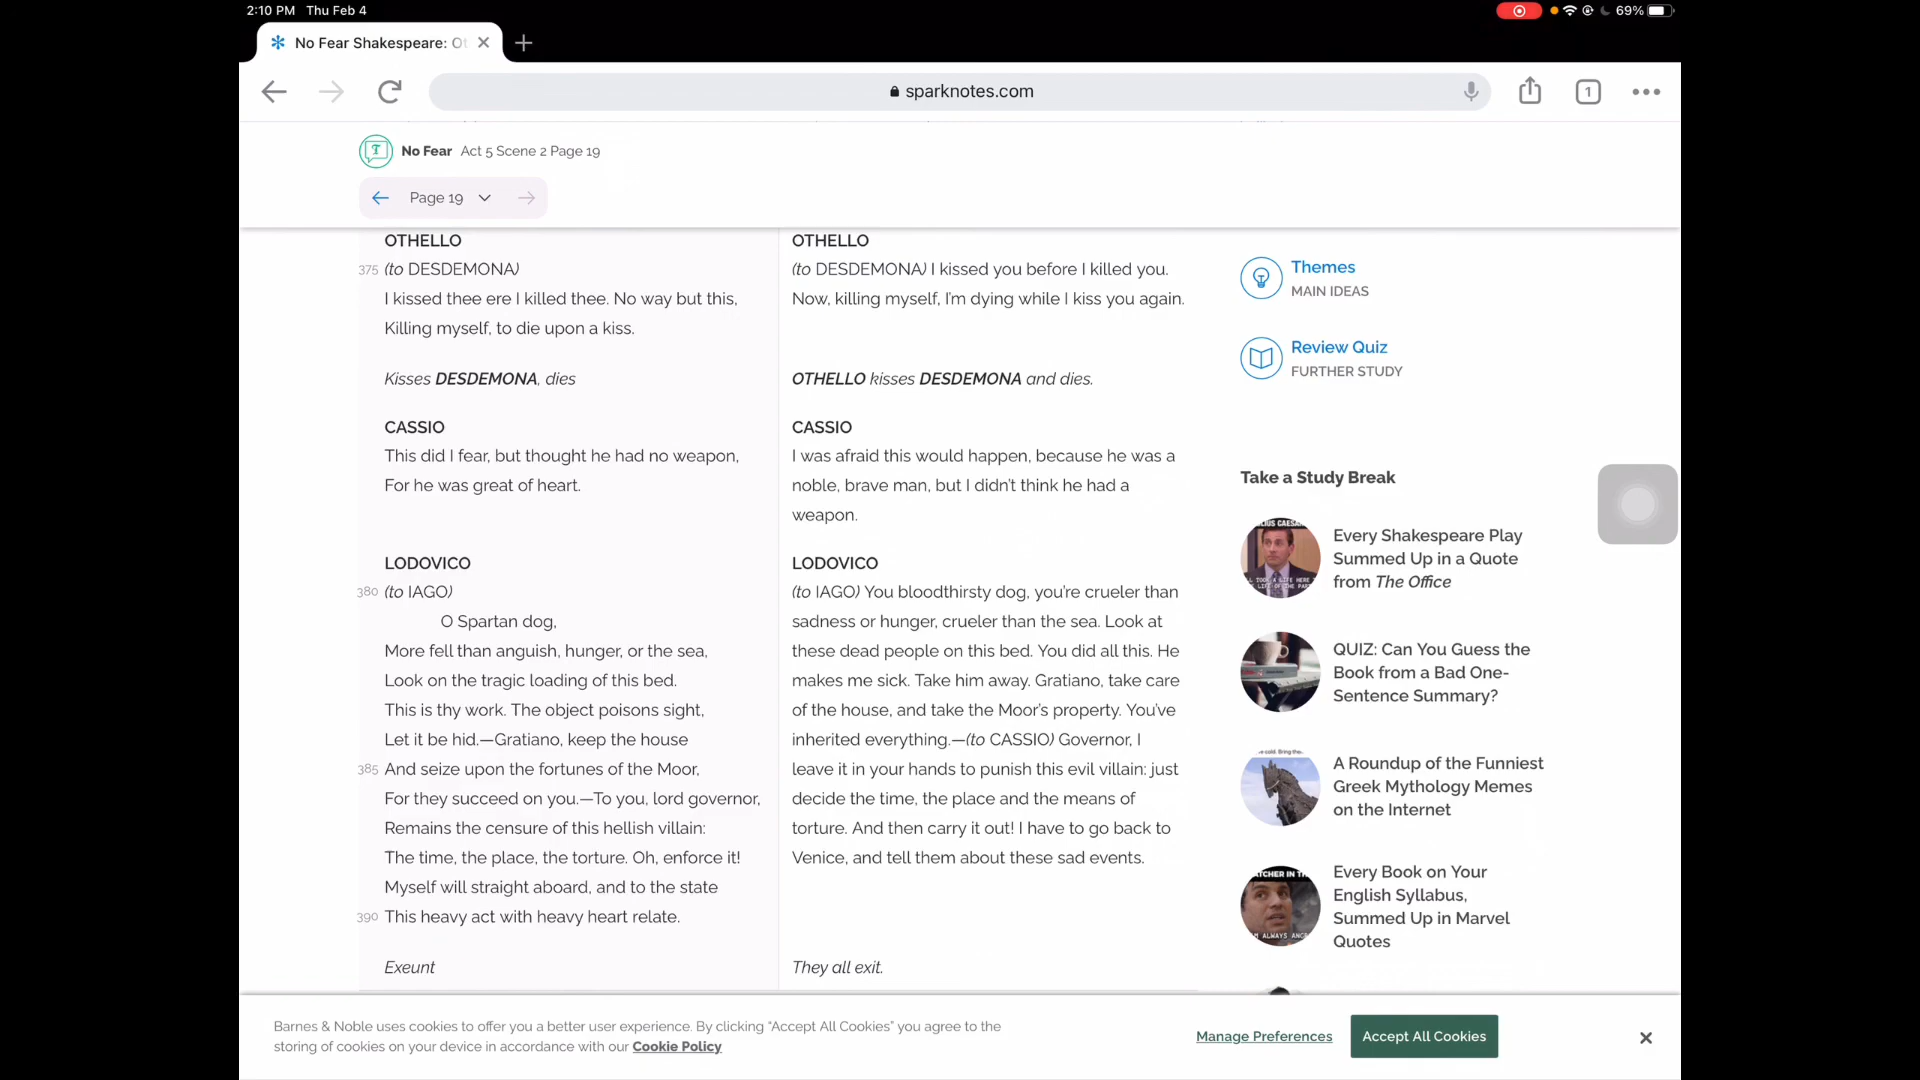 2:10 PM Thu Feb 4
69%
No Fear Shakespeare: Ot
sparknotes.com
1
No Fear Act 5 Scene 2 Page 19
Page 19
OTHELLO
375 (to DESDEMONA)
I kissed thee ere I killed thee. No way but this,
Killing myself, to die upon a kiss.
Kisses DESDEMONA, dies
CASSIO
This did I fear, but thought he had no weapon,
For he was great of heart.
LODOVICO
380 (to IAGO)
O Spartan dog,
More fell than anguish, hunger, or the sea,
Look on the tragic loading of this bed.
This is thy work. The object poisons sight,
Let it be hid.—Gratiano, keep the house
385 And seize upon the fortunes of the Moor,
For they succeed on you.—To you, lord governor,
Remains the censure of this hellish villain:
The time, the place, the torture. Oh, enforce it!
Myself will straight aboard, and to the state
390 This heavy act with heavy heart relate.
Exeunt
OTHELLO
(to DESDEMONA) I kissed you before I killed you.
Now, killing myself, I'm dying while I kiss you again.
OTHELLO kisses DESDEMONA and dies.
CASSIO
I was afraid this would happen, because he was a
noble, brave man, but I didn't think he had a
weapon.
LODOVICO
(to IAGO) You bloodthirsty dog, you're crueler than
sadness or hunger, crueler than the sea. Look at
these dead people on this bed. You did all this. He
makes me sick. Take him away. Gratiano, take care
of the house, and take the Moor's property. You've
inherited everything.—(to CASSIO) Governor, I
leave it in your hands to punish this evil villain: just
decide the time, the place and the means of
torture. And then carry it out! I have to go back to
Venice, and tell them about these sad events.
They all exit.
Themes
MAIN IDEAS
Review Quiz
FURTHER STUDY
Take a Study Break
Every Shakespeare Play
Summed Up in a Quote
from The Office
QUIZ: Can You Guess the
Book from a Bad One-
Sentence Summary?
A Roundup of the Funniest
Greek Mythology Memes
on the Internet
Every Book on Your
English Syllabus,
Summed Up in Marvel
Quotes
Barnes & Noble uses cookies to offer you a better user experience. By clicking "Accept All Cookies" you agree to the
storing of cookies on your device in accordance with our Cookie Policy
Manage Preferences
Accept All Cookies